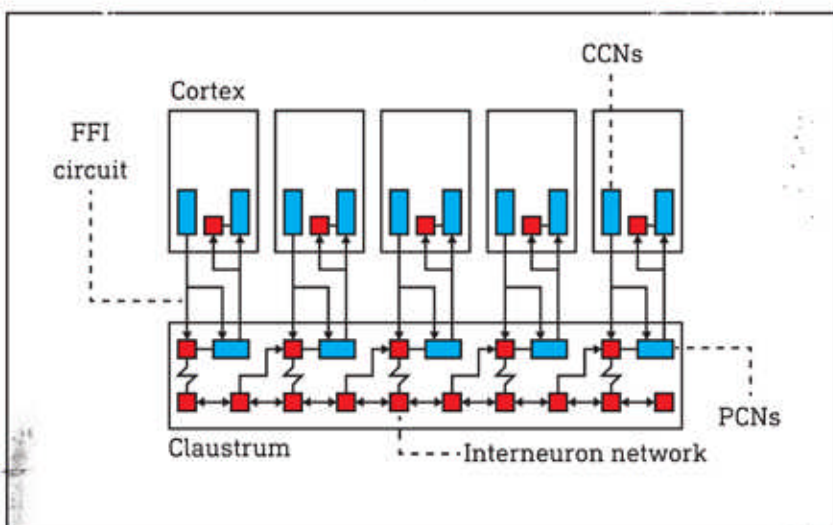 CCNs
Cortex
FFI
circuit
PCNs
Claustrum
Interneuron network